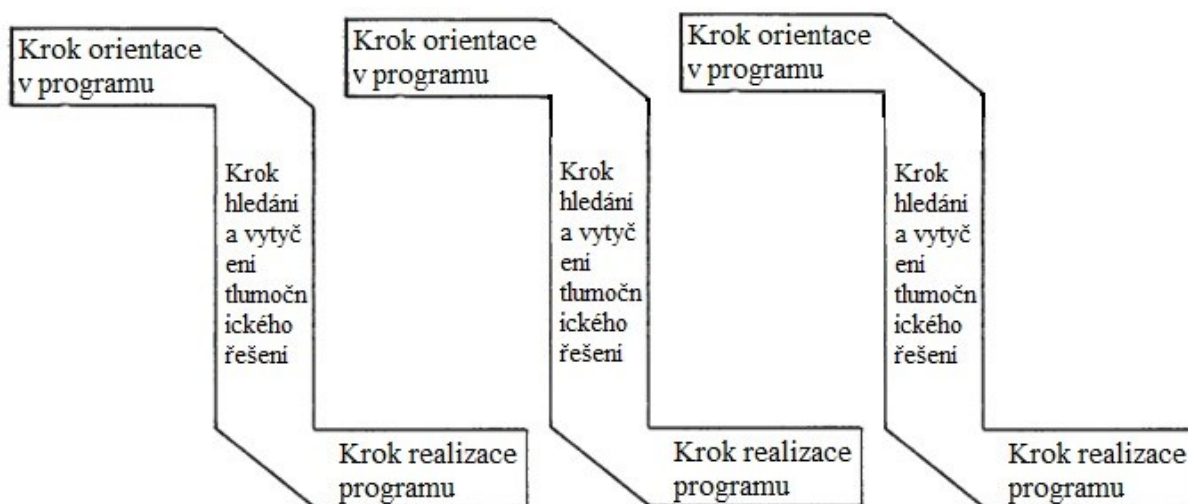 Krok orientace
v programu
Krok
hledání
a vytyč
ení
tlumočn
ického
řešení
Krok realizace
programu
Krok orientace
v programu
Krok
hledání
a vytyč
ení
tlumočn
ického
řešení
Krok realizace
programu
Krok orientace
v programu
Krok
hledání
a vytyč
ení
tlumočn
ického
řešení
Krok realizace
programu